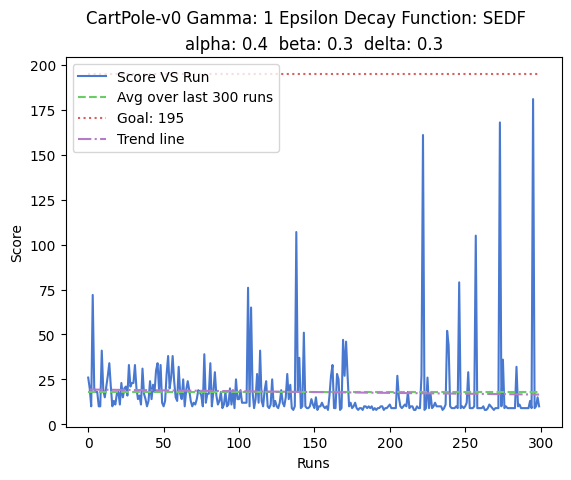 CartPole-v0 Gamma: 1 Epsilon Decay Function: SEDF
alpha: 0.4 beta: 0.3 delta: 0.3
Score VS Run
Avg over last 300 runs
Goal: 195
Trend line
200
175
150
125
100
75
50
25
0
Score
0
50
100
150
200
250
300
Runs